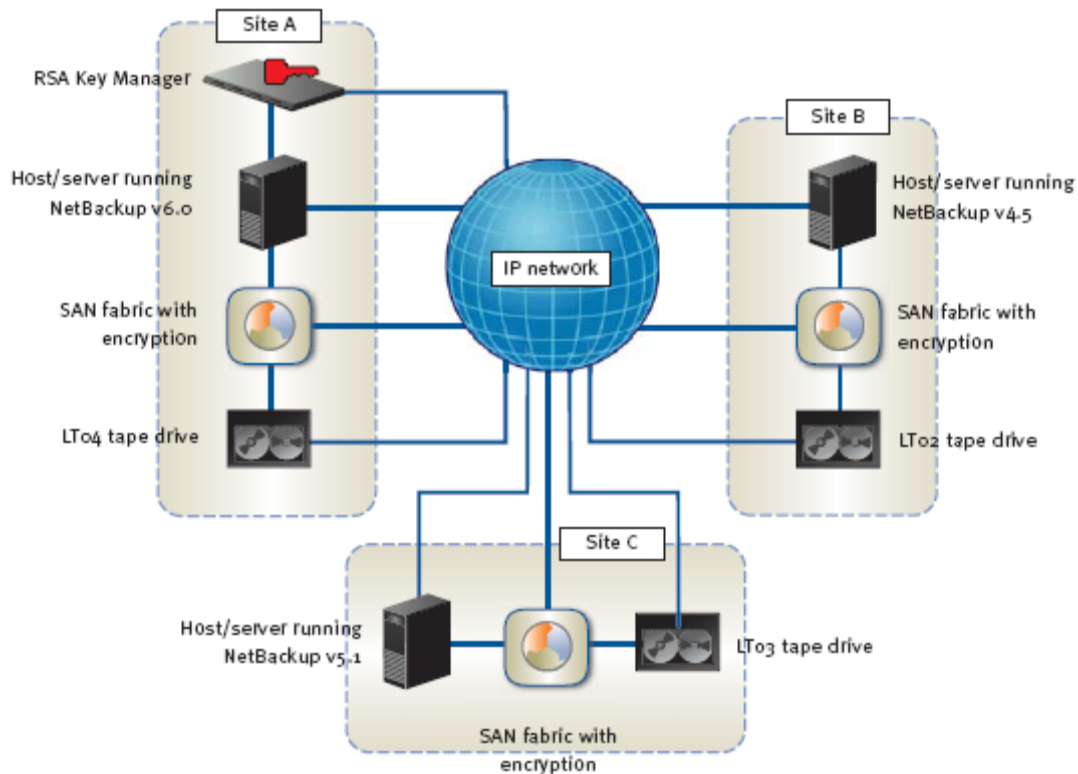 Site A
RSA Key Manager
Host/server running
NetBackup v6.0
SAN fabric with
encryption
LTO4 tape drive
IP network
Site B
Host/server running
NetBackup v4.5
SAN fabric with
encryption
LTO2 tape drive
Site C
Host/server running
NetBackup v5.1
LTO3 tape drive
SAN fabric with
encryption